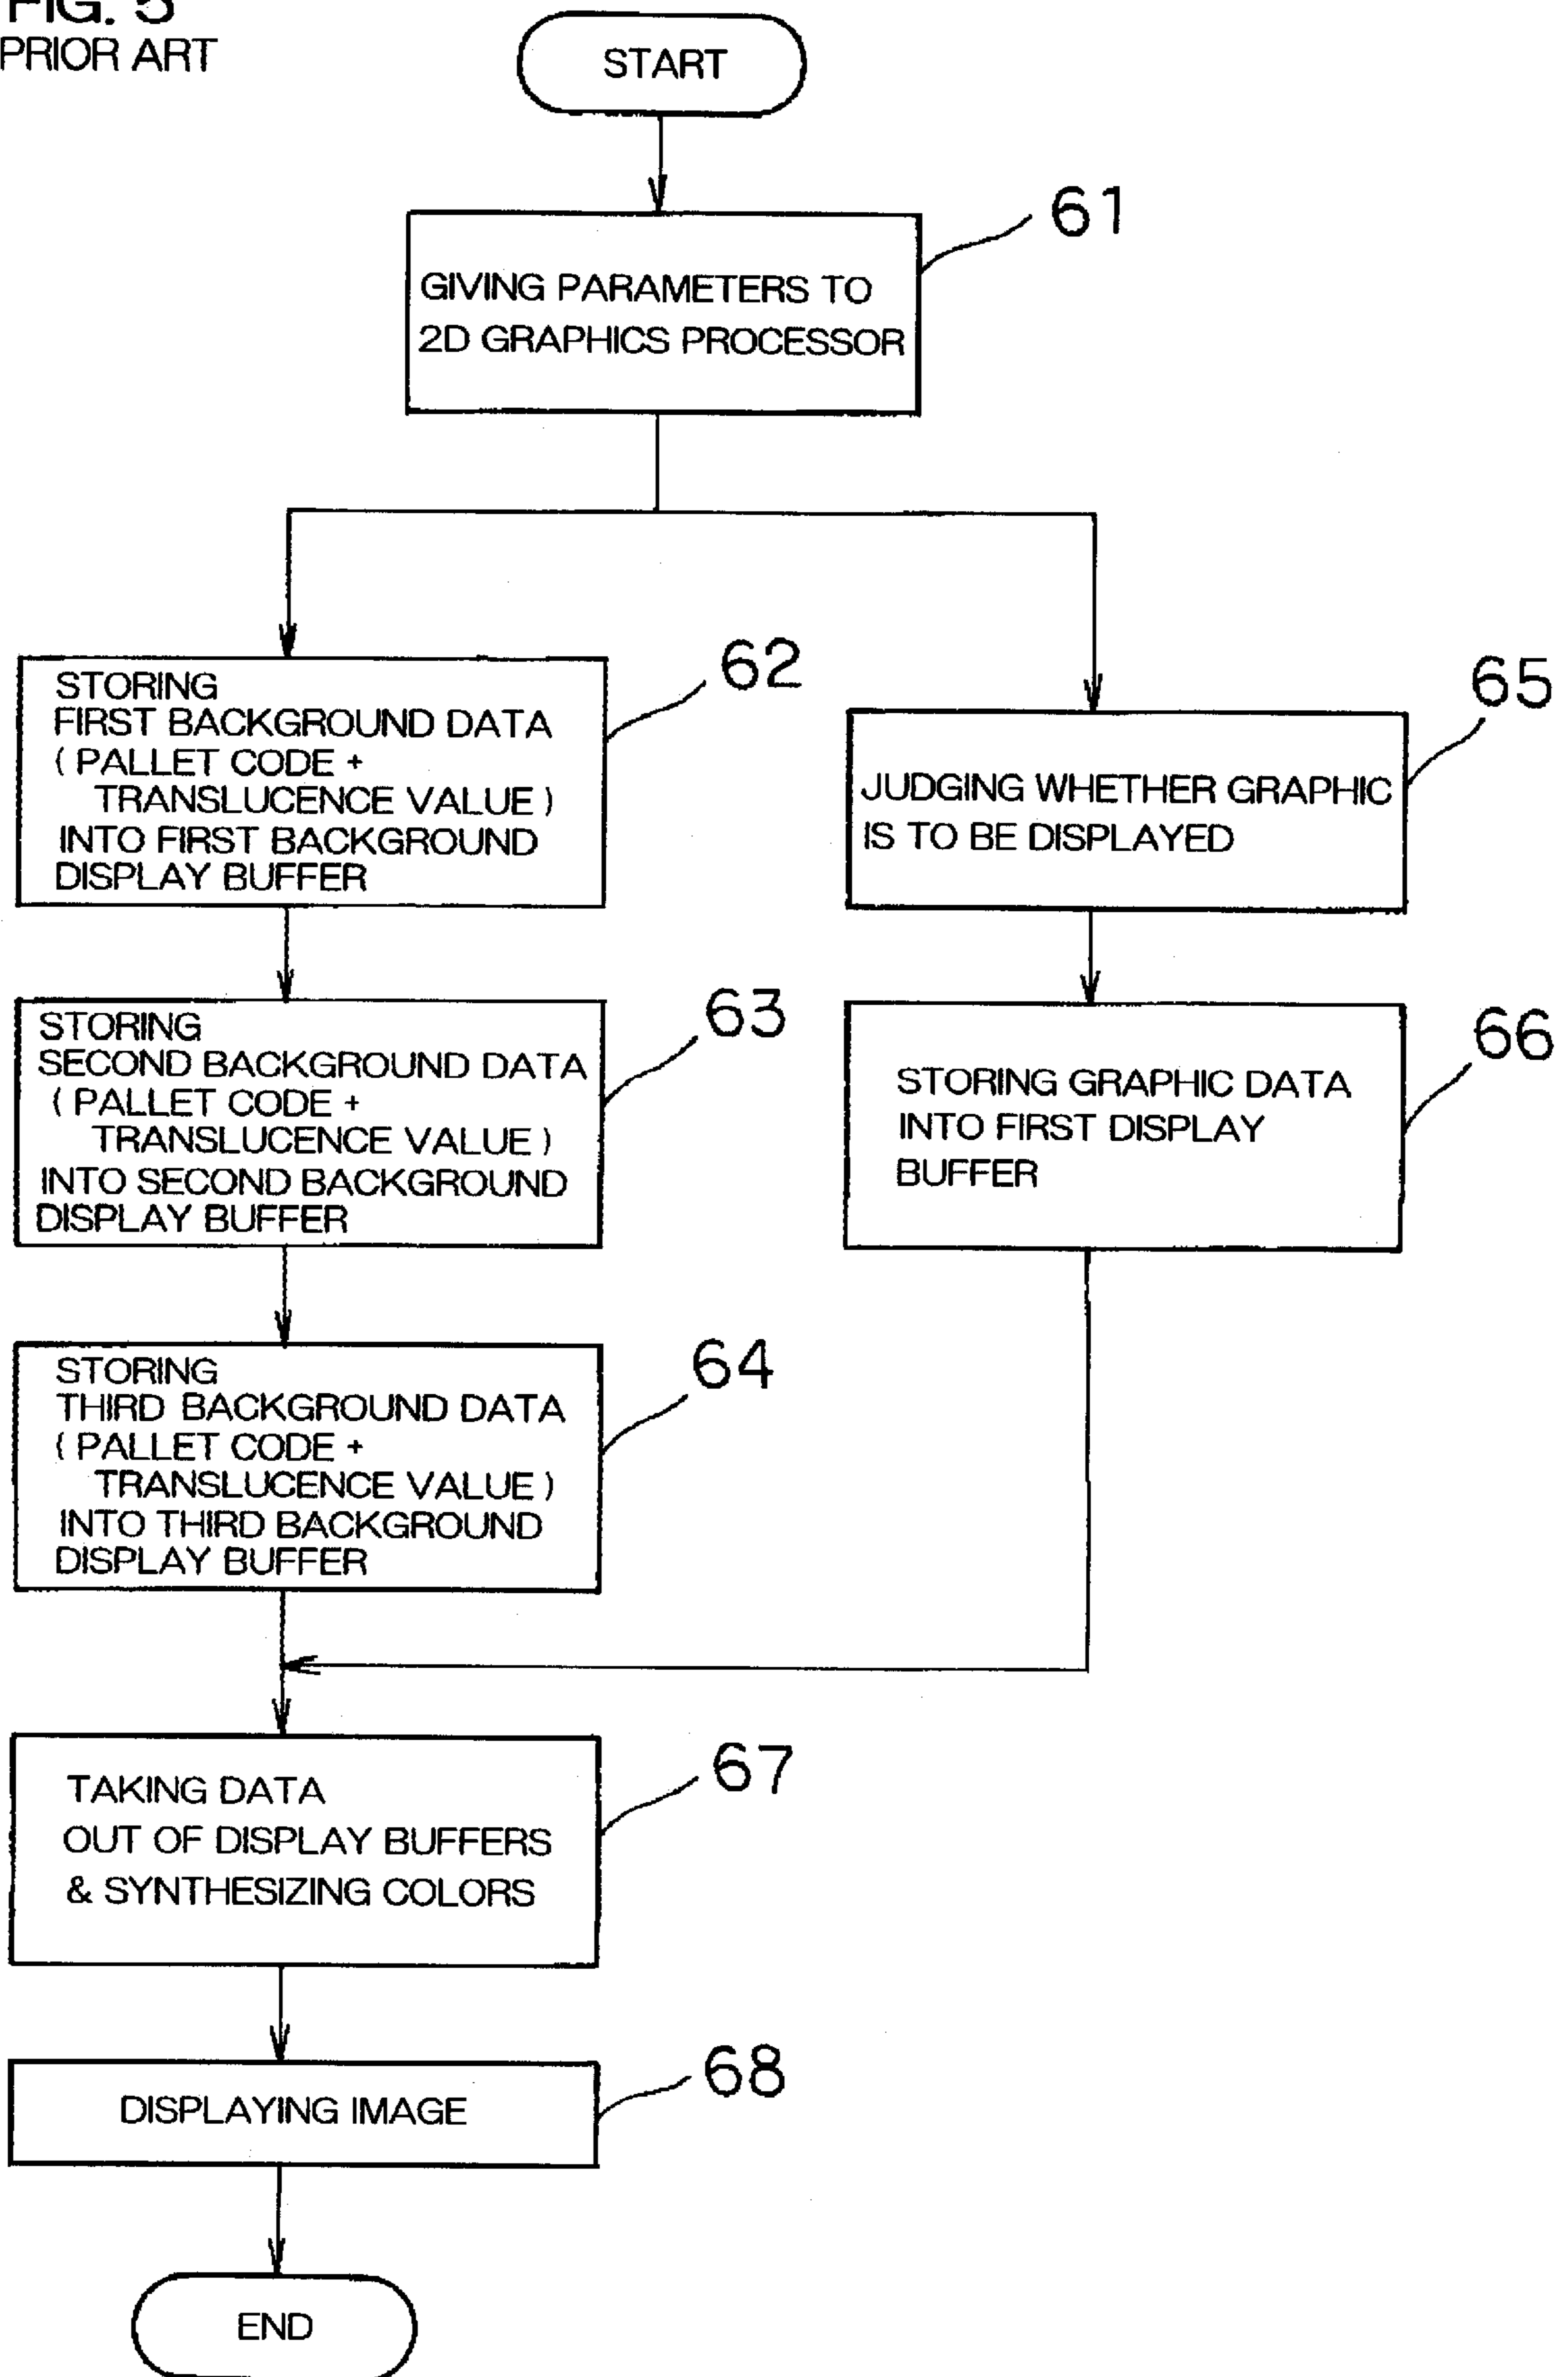 FIG. 5
PRIOR ART
START
61
GIVING PARAMETERS TO
2D GRAPHICS PROCESSOR
62
STORING
FIRST BACKGROUND DATA
( PALLET CODE +
TRANSLUCENCE VALUE )
INTO FIRST BACKGROUND
DISPLAY BUFFER
63
STORING
SECOND BACKGROUND DATA
( PALLET CODE +
TRANSLUCENCE VALUE )
INTO SECOND BACKGROUND
DISPLAY BUFFER
64
STORING
THIRD BACKGROUND DATA
( PALLET CODE +
TRANSLUCENCE VALUE )
INTO THIRD BACKGROUND
DISPLAY BUFFER
65
JUDGING WHETHER GRAPHIC
IS TO BE DISPLAYED
66
STORING GRAPHIC DATA
INTO FIRST DISPLAY
BUFFER
67
TAKING DATA
OUT OF DISPLAY BUFFERS
& SYNTHESIZING COLORS
68
DISPLAYING IMAGE
END